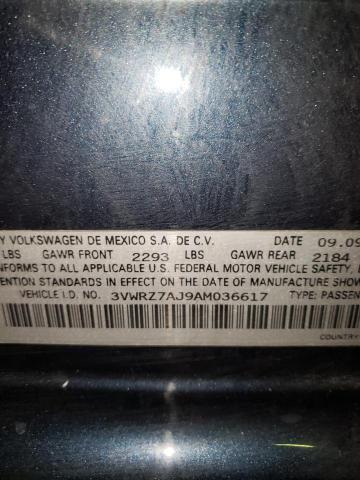 Y VOLKSWAGEN DE MEXICO S.A. DE C.V. DATE 09.09
LBS GAWR FRONT 2293 LBS GAWR REAR 2184
NFORMS TO ALL APPLICABLE U.S. FEDERAL MOTOR VEHICLE SAFETY,
ENTION STANDARDS IN EFFECT ON THE DATE OF MANUFACTURE SHOW
VEHICLE I.D. NO. 3VWRZ7AJ9AM036617 TYPE: PASSEN
COUNTRY